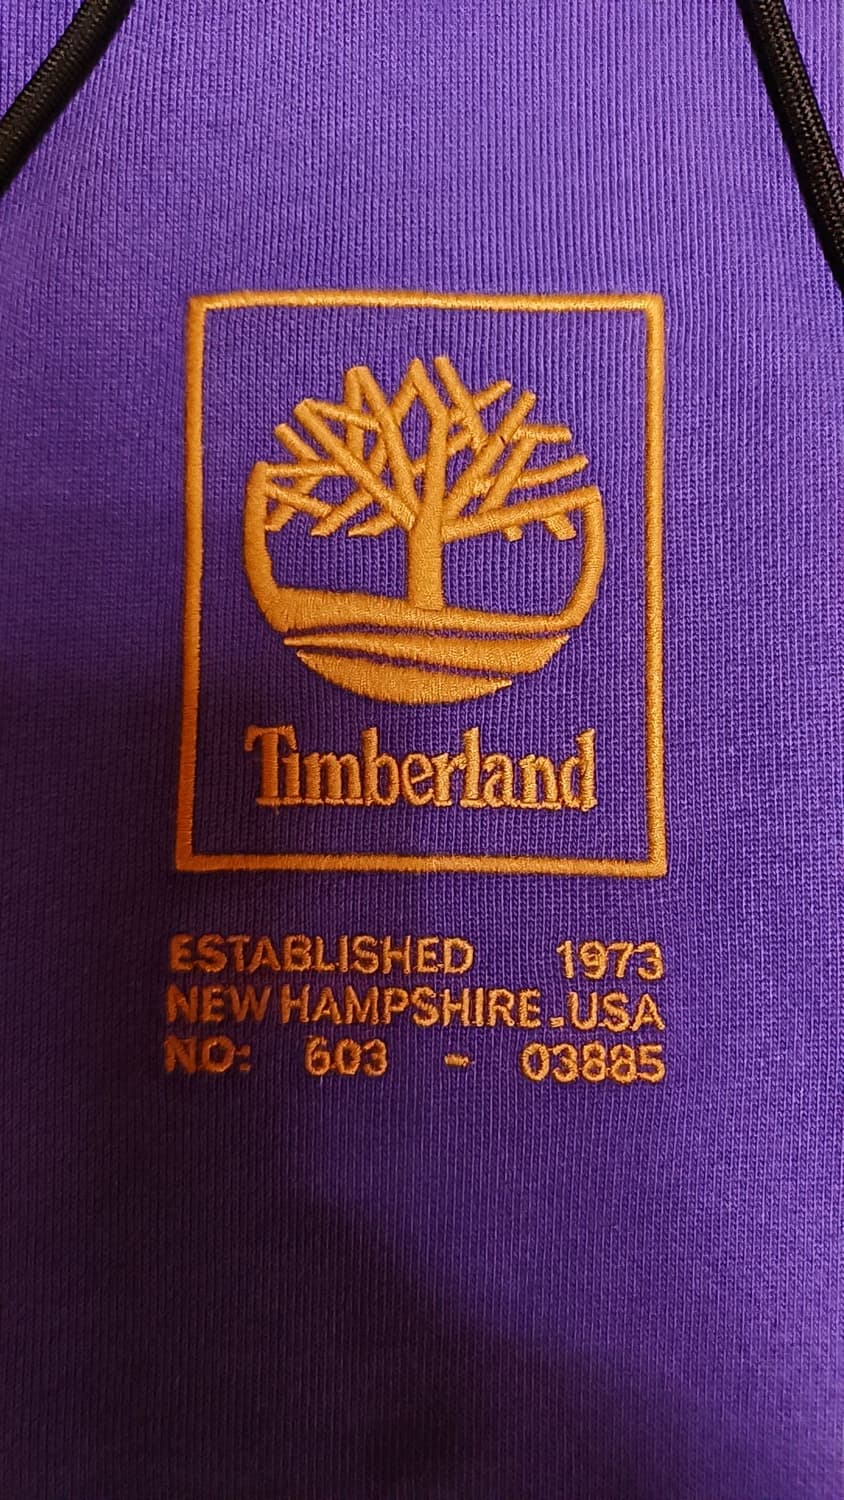 Timberland
ESTABLISHED 1973
NEW HAMPSHIRE.USA
NO: 603 - 03885